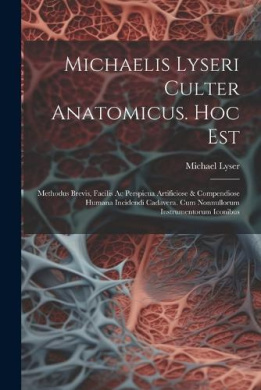 Michaelis Lyseri
Culter
Anatomicus. Hoc
Est
Michael Lyser
Methodus Brevis, Facilis Ac Perspicua Artificiose & Compendiose
Humana Incidendi Cadavera. Cum Nonnullorum
Instrumentorum Iconibus